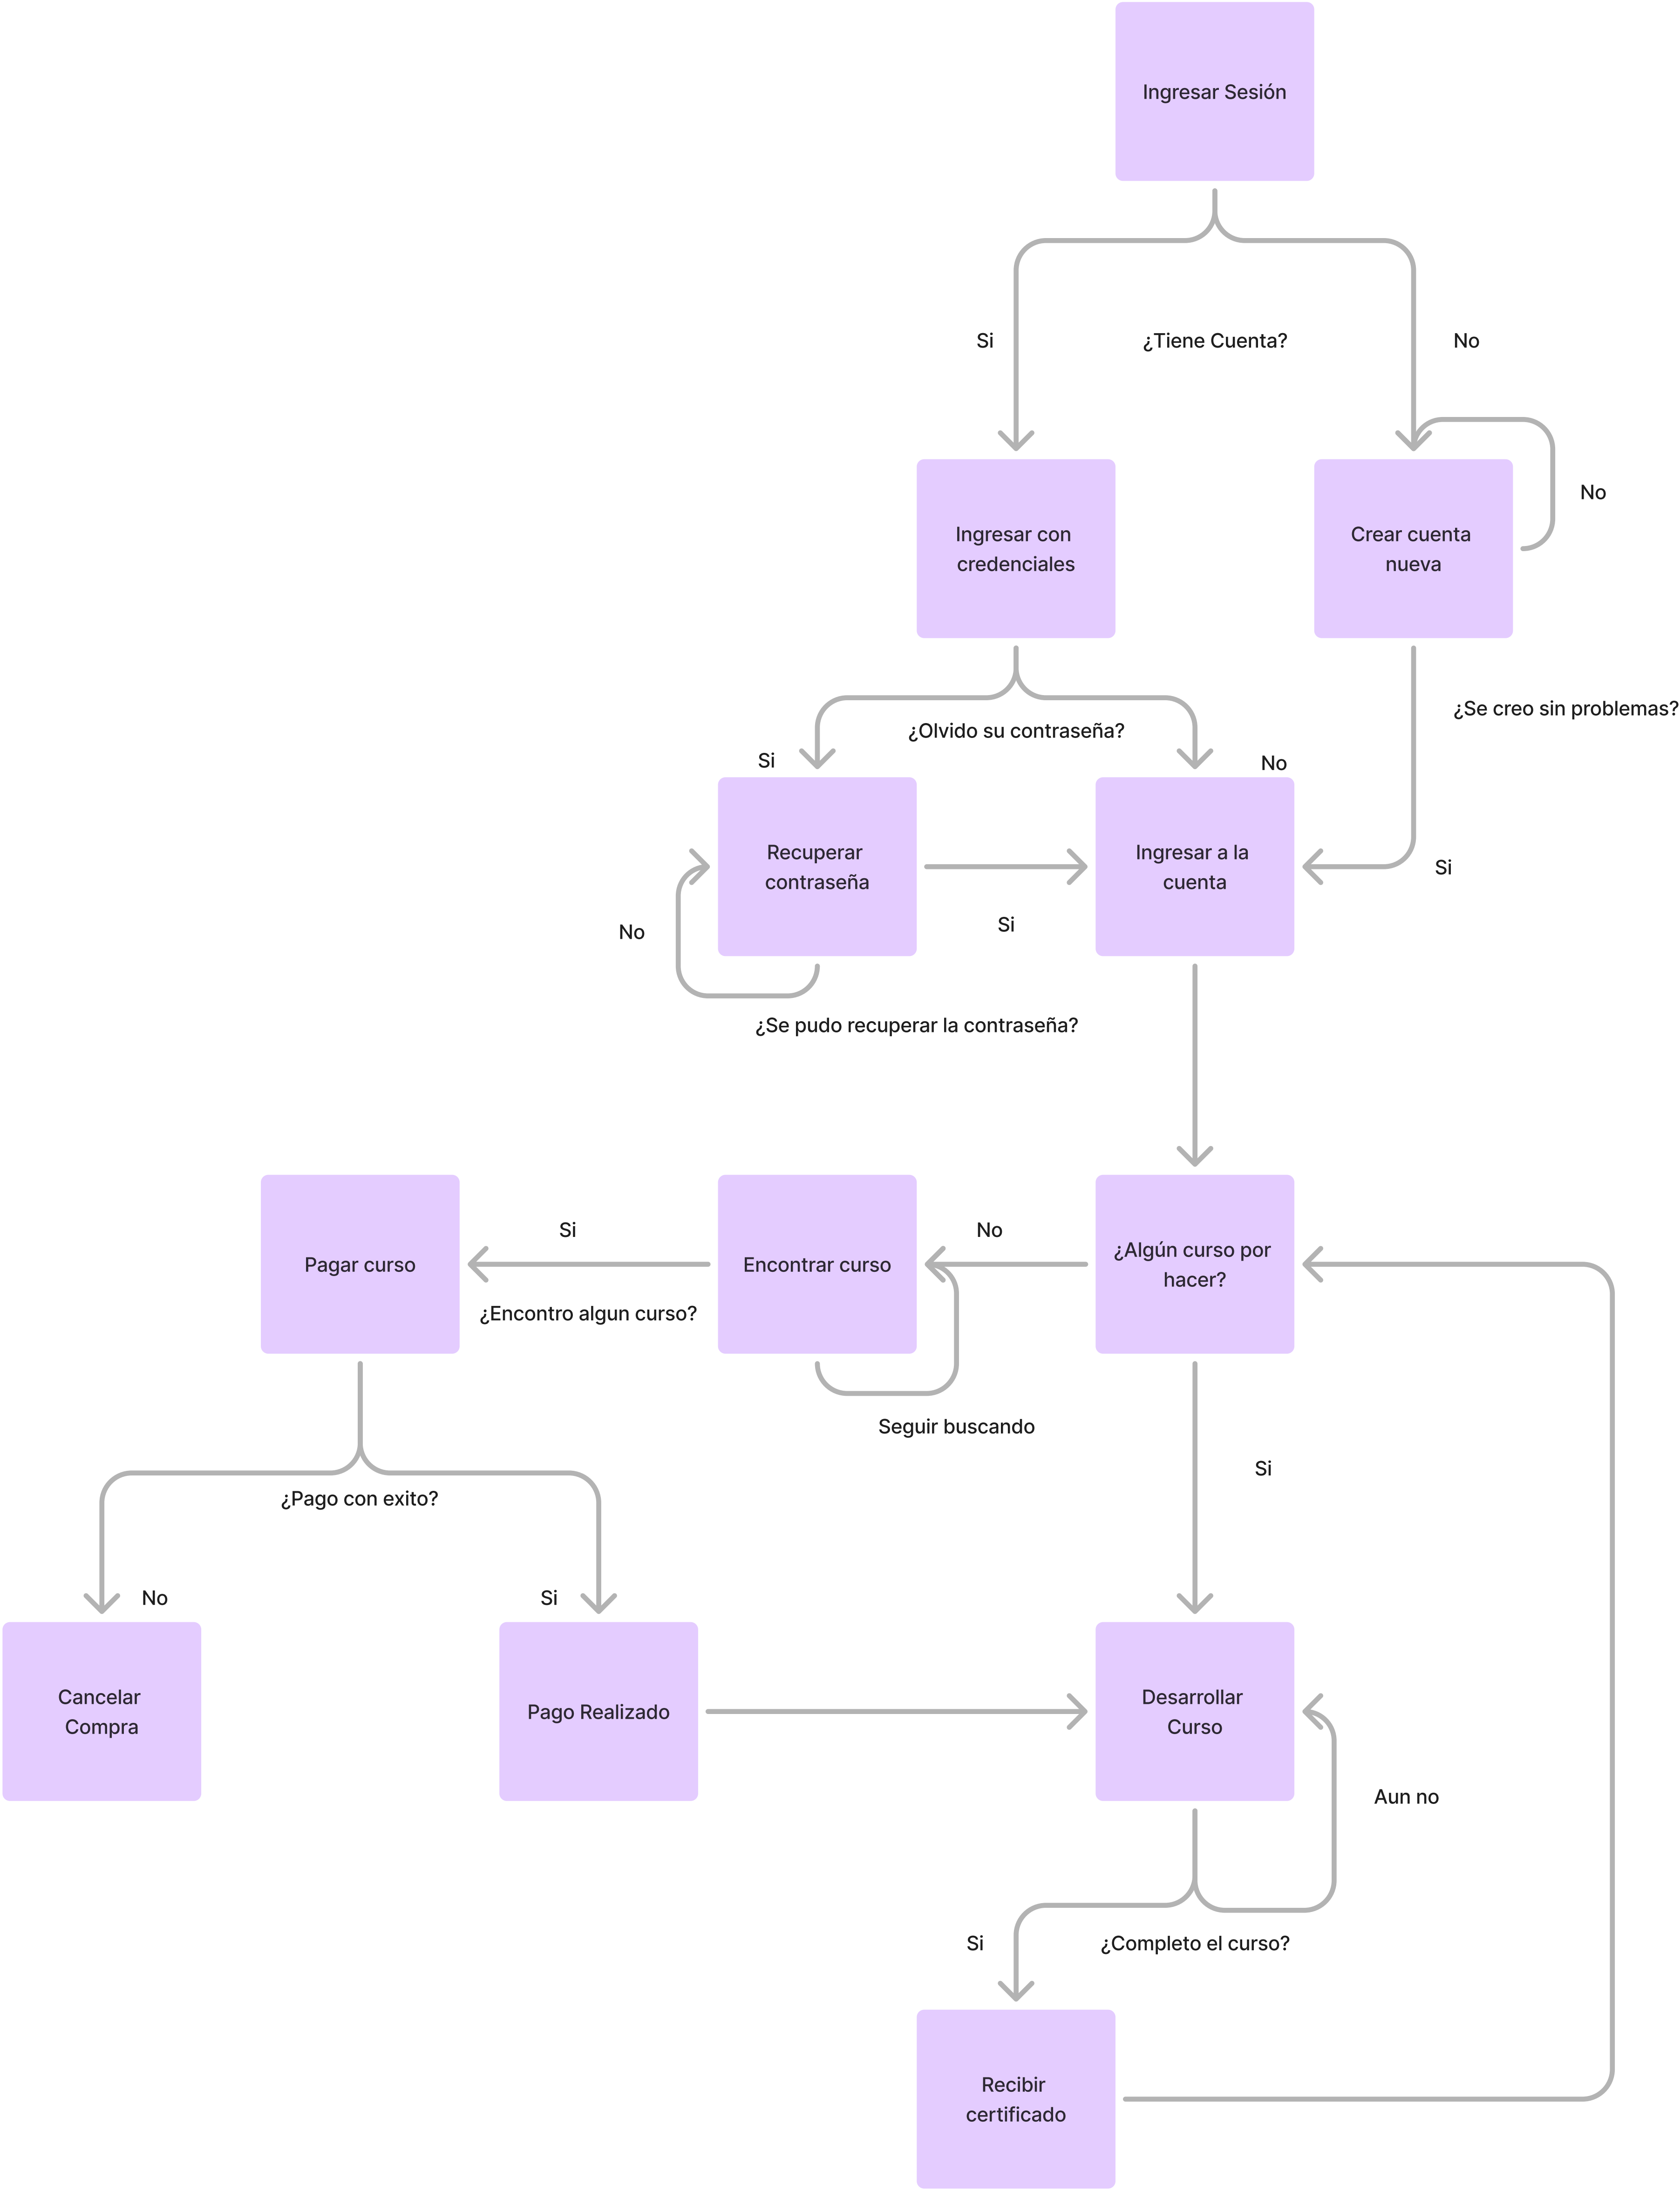 Ingresar Sesión
Si
¿Tiene Cuenta?
No
No
Ingresar con
credenciales
Crear cuenta
nueva
¿Se creo sin problemas?
¿Olvido su contraseña?
Si
No
Recuperar
contraseña
Ingresar a la
cuenta
Si
No
Si
¿Se pudo recuperar la contraseña?
Pagar curso
Si
¿Encontro algun curso?
Encontrar curso
No
¿Algún curso por
hacer?
Seguir buscando
Si
¿Pago con exito?
No
Si
Cancelar
Compra
Pago Realizado
Desarrollar
Curso
Aun no
Si
¿Completo el curso?
Recibir
certificado